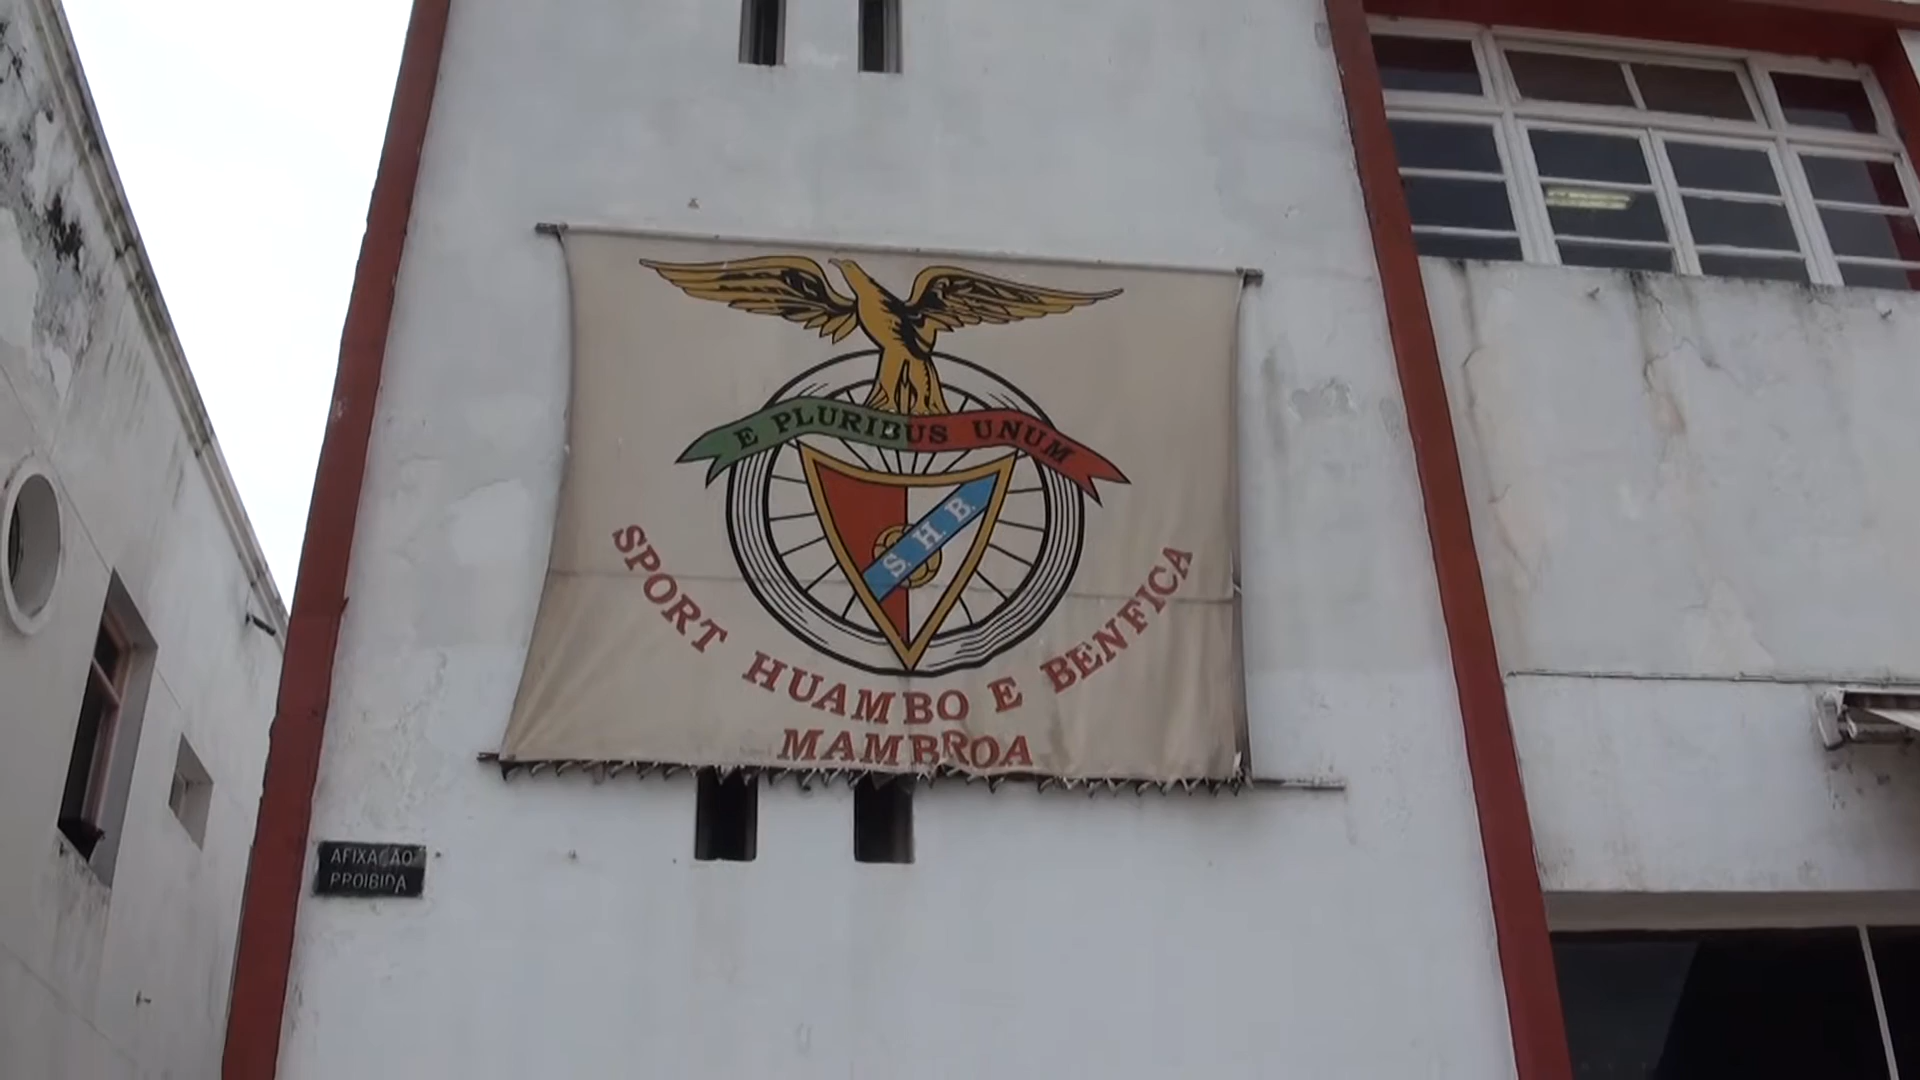 E PLURIBUS UNUM
S. H. B.
SPORT HUAMBO E BENFICA
MAMBROA
AFIXAÇÃO
PROIBIDA